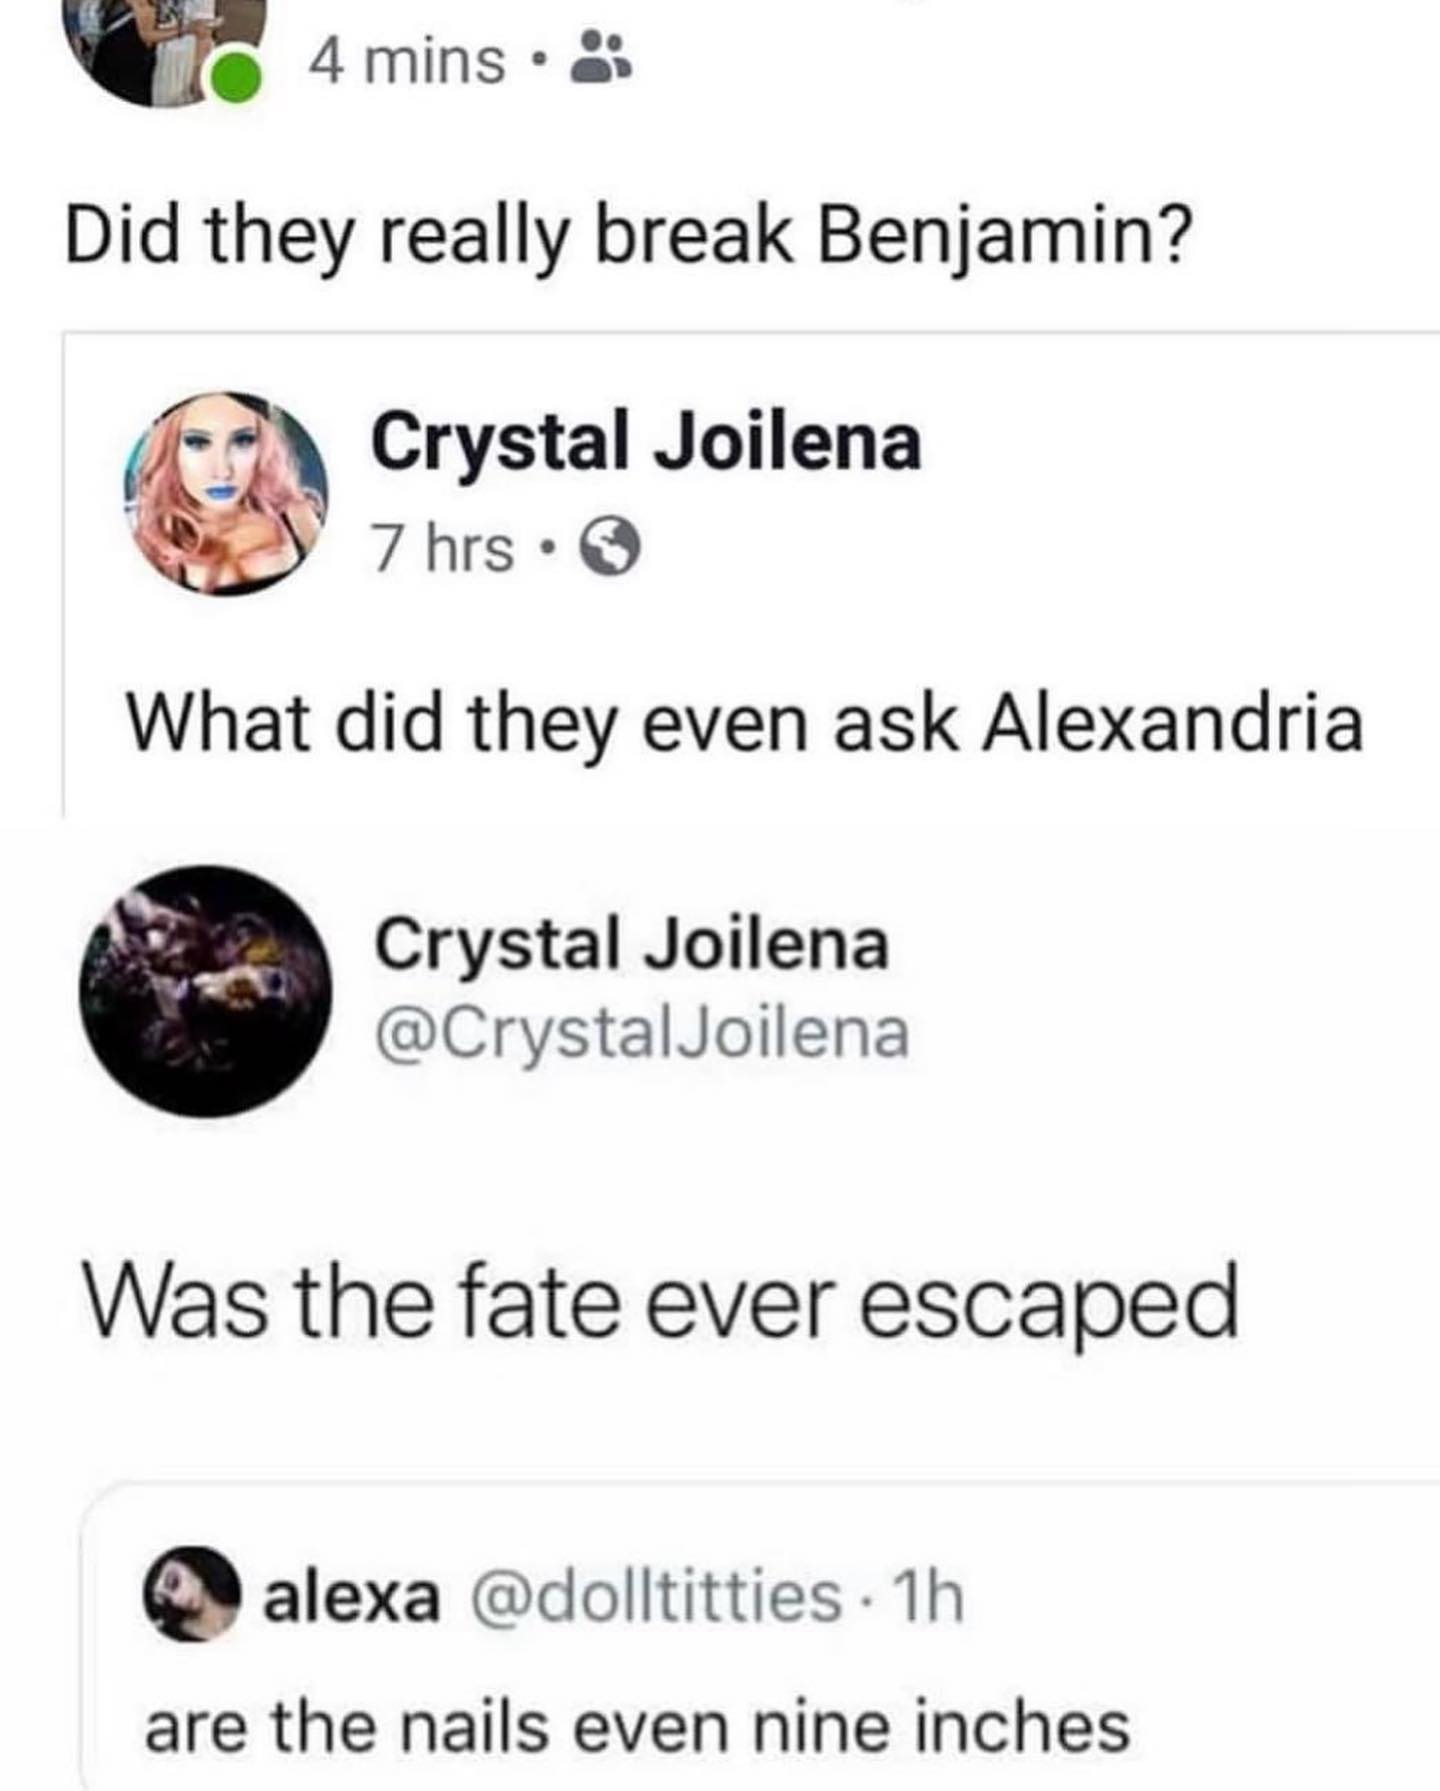 4 mins ·
Did they really break Benjamin?
Crystal Joilena
7 hrs ·
What did they even ask Alexandria
Crystal Joilena
@CrystalJoilena
Was the fate ever escaped
alexa @dolltitties · 1h
are the nails even nine inches